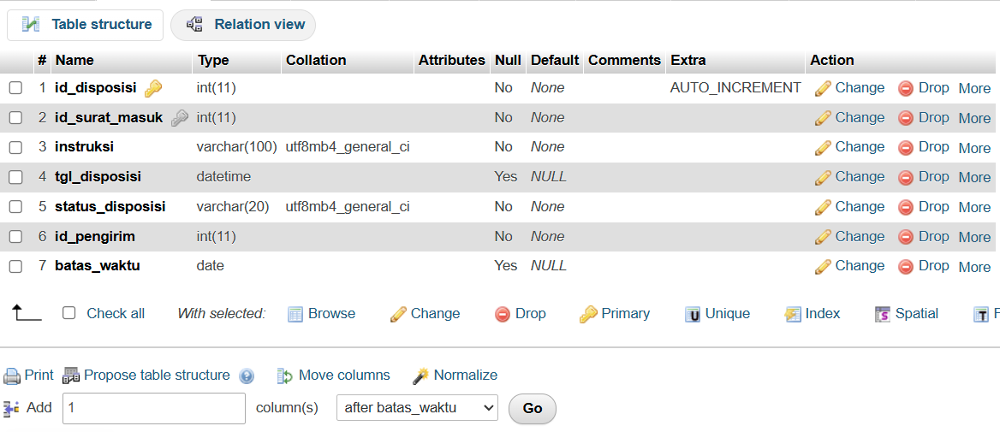 Table structure Relation view
# Name Type Collation Attributes Null Default Comments Extra Action
1 id_disposisi int(11) No None AUTO_INCREMENT Change Drop More
2 id_surat_masuk int(11) No None Change Drop More
3 instruksi varchar(100) utf8mb4_general_ci No None Change Drop More
4 tgl_disposisi datetime Yes NULL Change Drop More
5 status_disposisi varchar(20) utf8mb4_general_ci No None Change Drop More
6 id_pengirim int(11) No None Change Drop More
7 batas_waktu date Yes NULL Change Drop More
Check all With selected: Browse Change Drop Primary Unique Index Spatial F
Print Propose table structure Move columns Normalize
Add 1 column(s) after batas_waktu Go